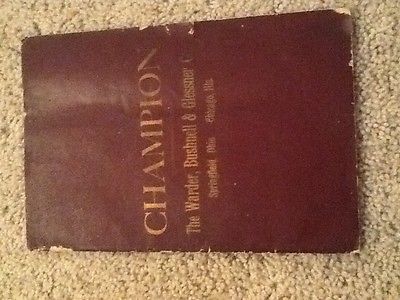 CHAMPION
The Warder, Bushnell & Glessner C
Springfield, Ohio Chicago, Ills